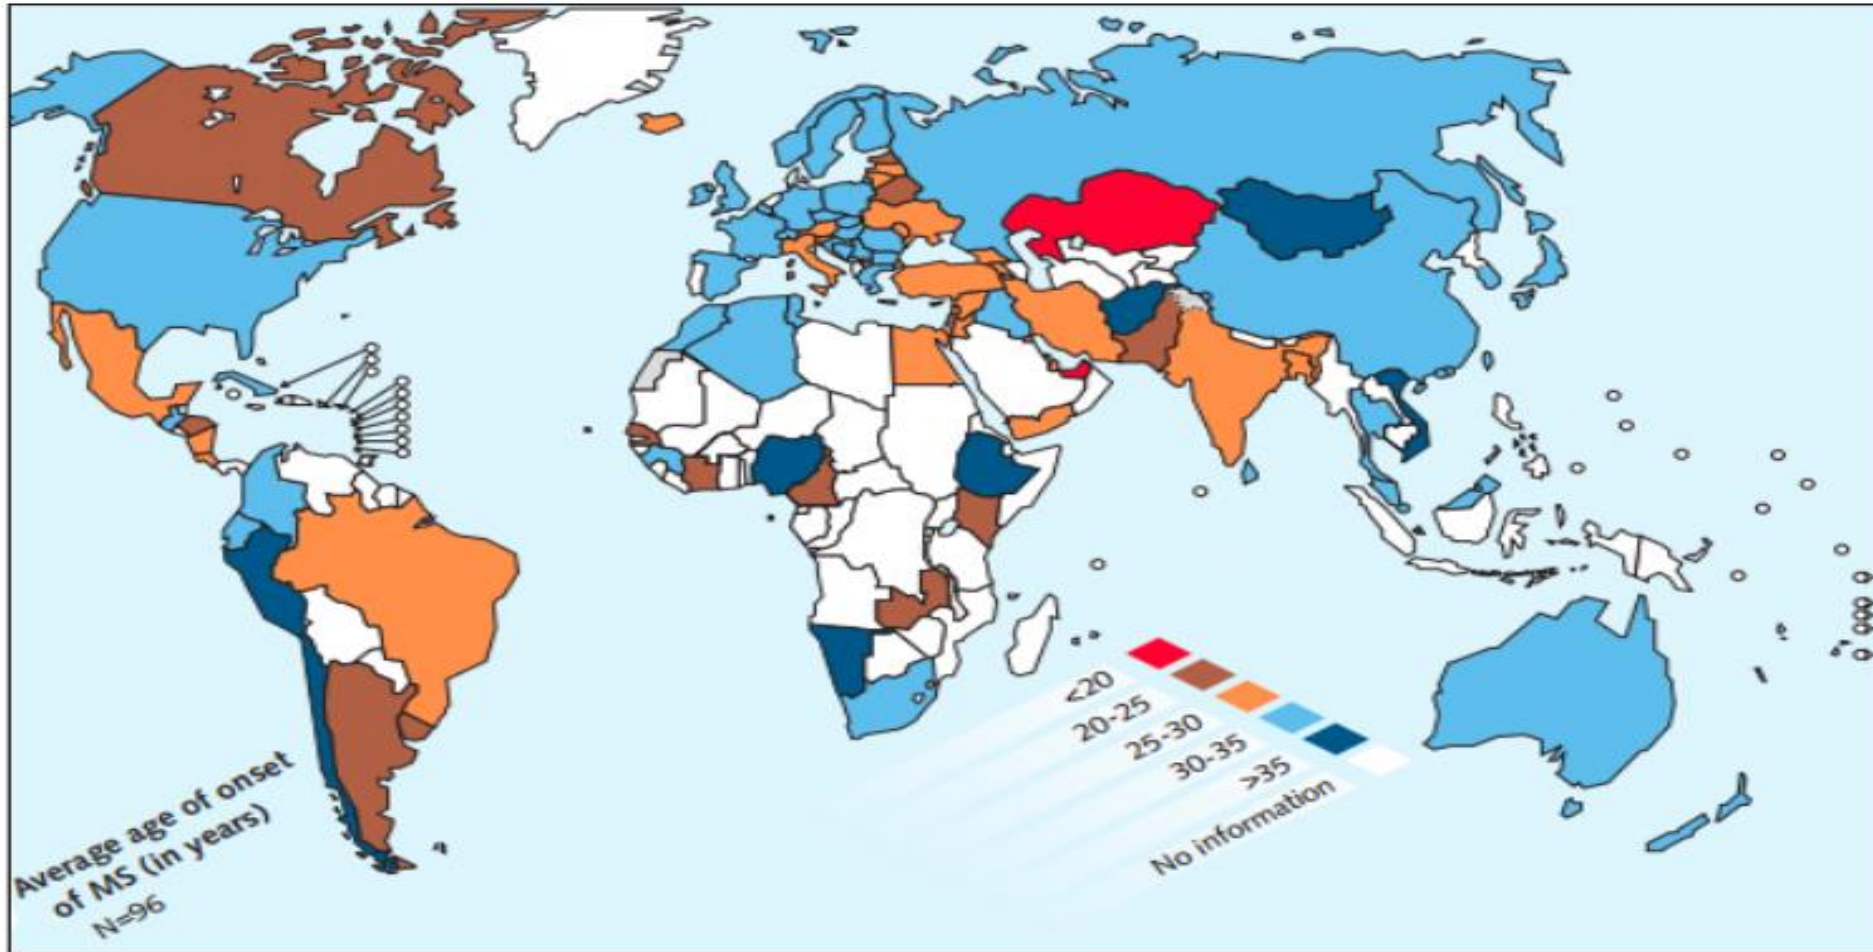 <20
20-25
25-30
30-35
>35
No information
Average age of onset
of MS (in years)
N=96